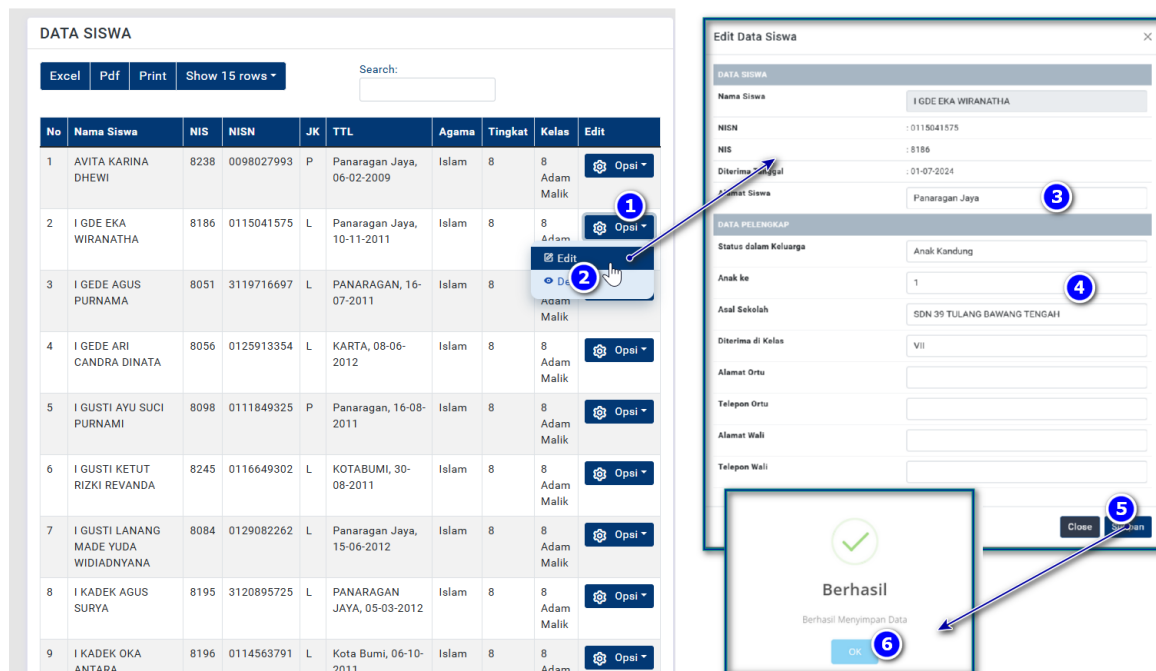 DATA SISWA
Excel Pdf Print Show 15 rows
Search:
No Nama Siswa NIS NISN JK TTL Agama Tingkat Kelas Edit
1 AVITA KARINA 8238 0098027993 P Panaragan Jaya, Islam 8 8 Opsi
DHEWI 06-02-2009 Adam
Malik
1
2 I GDE EKA 8186 0115041575 L Panaragan Jaya, Islam 8 8 Opsi
WIRANATHA 10-11-2011 Adam
Edit
2
3 I GEDE AGUS 8051 3119716697 L PANARAGAN, 16- Islam 8
PURNAMA 07-2011 Adam
Malik
4 I GEDE ARI 8056 0125913354 L KARTA, 08-06- Islam 8 8 Opsi
CANDRA DINATA 2012 Adam
Malik
5 I GUSTI AYU SUCI 8098 0111849325 P Panaragan, 16-08- Islam 8 8 Opsi
PURNAMI 2011 Adam
Malik
6 I GUSTI KETUT 8245 0116649302 L KOTABUMI, 30- Islam 8 8 Opsi
RIZKI REVANDA 08-2011 Adam
Malik
7 I GUSTI LANANG 8084 0129082262 L Panaragan Jaya, Islam 8 8 Opsi
MADE YUDA 15-06-2012 Adam
WIDIADNYANA Malik
8 I KADEK AGUS 8195 3120895725 L PANARAGAN Islam 8 8 Opsi
SURYA JAYA, 05-03-2012 Adam
Malik
9 I KADEK OKA 8196 0114563791 L Kota Bumi, 06-10- Islam 8 8 Opsi
ANTARA 2011 Adam
Edit Data Siswa ×
DATA SISWA
Nama Siswa I GDE EKA WIRANATHA
NISN : 0115041575
NIS : 8186
Diterima Tanggal : 01-07-2024
Alamat Siswa Panaragan Jaya 3
DATA PELENGKAP
Status dalam Keluarga Anak Kandung
Anak ke 1 4
Asal Sekolah SDN 39 TULANG BAWANG TENGAH
Diterima di Kelas VII
Alamat Ortu
Telepon Ortu
Alamat Wali
Telepon Wali
5
Close Simpan
Berhasil
Berhasil Menyimpan Data
OK 6